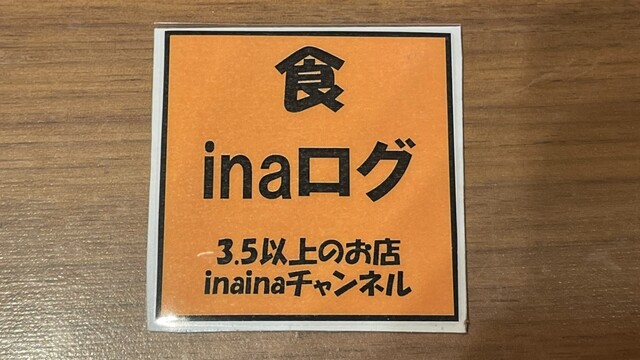 食
inaログ
3.5以上のお店
inainaチャンネル